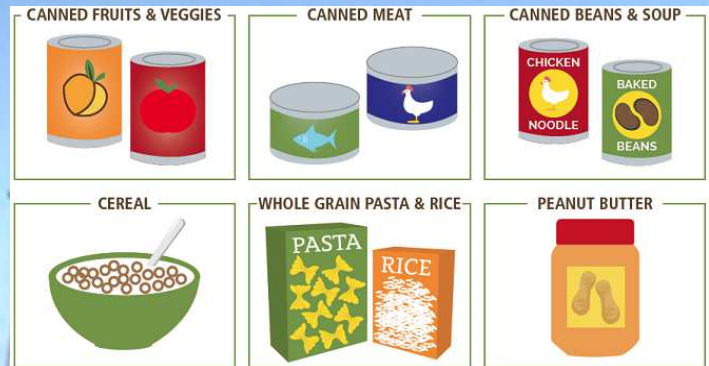 CANNED FRUITS & VEGGIES
CANNED MEAT
CANNED BEANS & SOUP
CHICKEN
NOODLE
BAKED
BEANS
CEREAL
WHOLE GRAIN PASTA & RICE
PASTA
RICE
PEANUT BUTTER